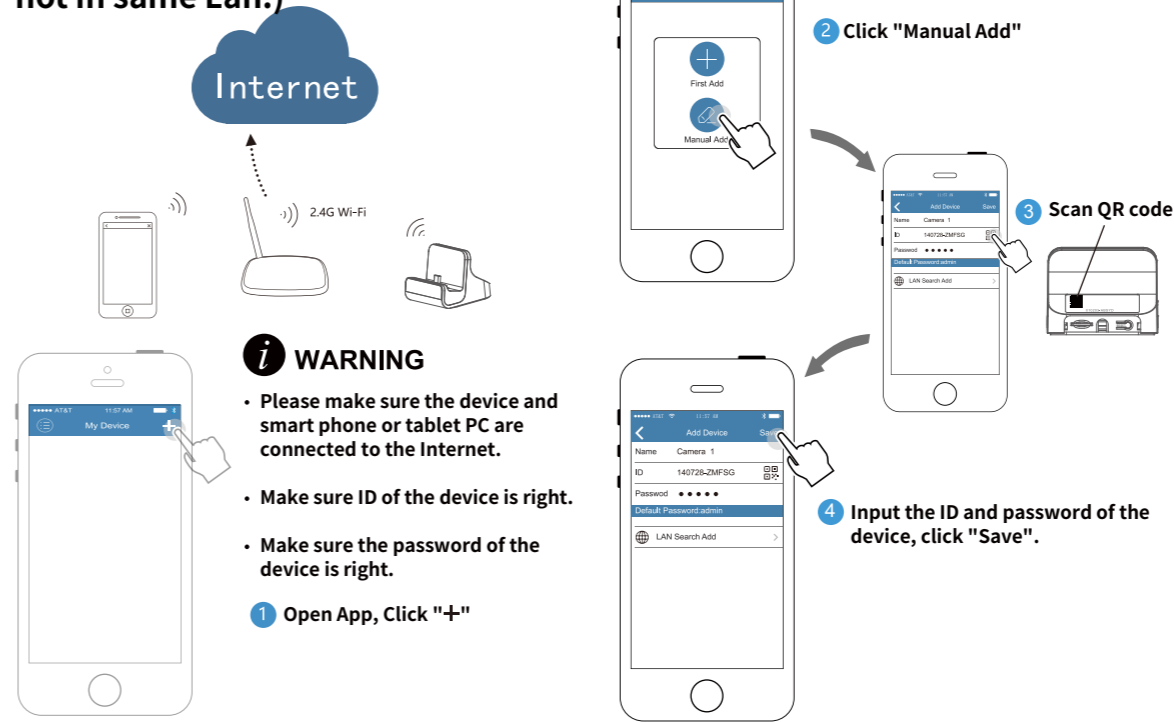 not in same Lan.)
Internet
2.4G Wi-Fi
AT&T 11:57 AM
My Device +
WARNING
• Please make sure the device and
smart phone or tablet PC are
connected to the Internet.
• Make sure ID of the device is right.
• Make sure the password of the
device is right.
1 Open App, Click "+"
First Add
Manual Add
2 Click "Manual Add"
Add Device Save
Name Camera 1
ID 140728-ZMFSG
Passwod
Default Password:admin
LAN Search Add
3 Scan QR code
AT&T 11:57 AM
Add Device Save
Name Camera 1
ID 140728-ZMFSG
Passwod
Default Password:admin
LAN Search Add
4 Input the ID and password of the
device, click "Save".